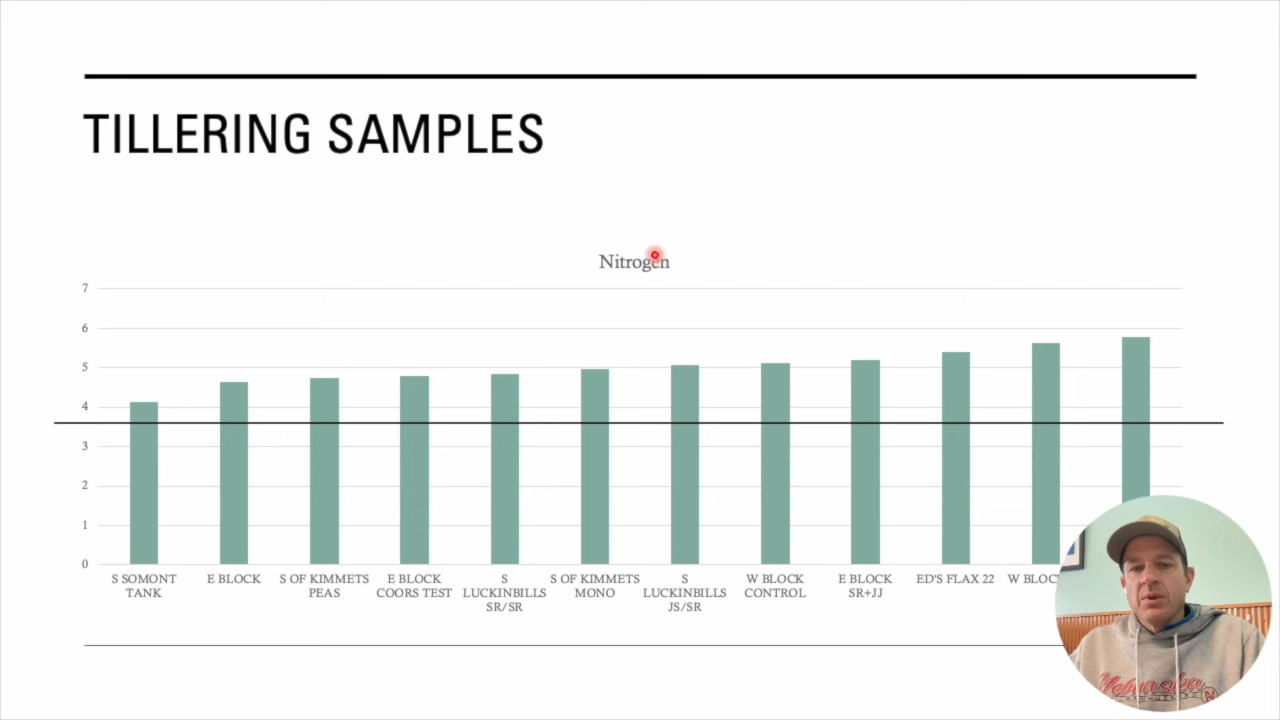 TILLERING SAMPLES
Nitrogen
7
6
5
4
3
2
1
0
S SOMONT
TANK
E BLOCK
S OF KIMMETS
PEAS
E BLOCK
COORS TEST
S
LUCKINBILLS
SR/SR
S OF KIMMETS
MONO
S
LUCKINBILLS
JS/SR
W BLOCK
CONTROL
E BLOCK
SR+JJ
ED'S FLAX 22
W BLOC
Nebraska